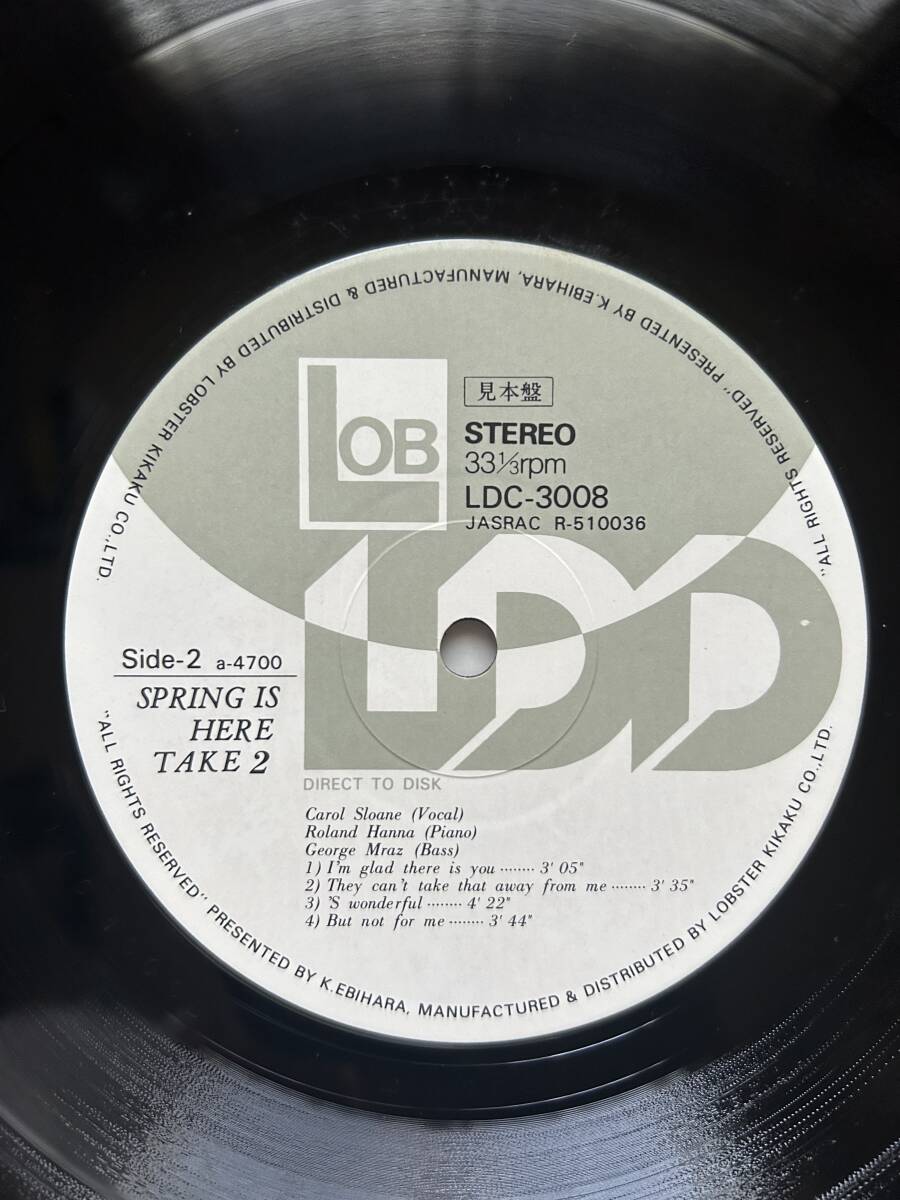 "ALL RIGHTS RESERVED" PRESENTED BY K.EBIHARA, MANUFACTURED & DISTRIBUTED BY LOBSTER KIKAKU CO.,LTD.
LOB
見本盤
STEREO
33⅓rpm
LDC-3008
JASRAC R-510036
LDD
Side-2 a-4700
SPRING IS
HERE
TAKE 2
DIRECT TO DISK
Carol Sloane (Vocal)
Roland Hanna (Piano)
George Mraz (Bass)
1) I'm glad there is you ········ 3' 05"
2) They can't take that away from me ········ 3' 35"
3) 'S wonderful ········ 4' 22"
4) But not for me ········ 3' 44"
"ALL RIGHTS RESERVED" PRESENTED BY K.EBIHARA, MANUFACTURED & DISTRIBUTED BY LOBSTER KIKAKU CO.,LTD.